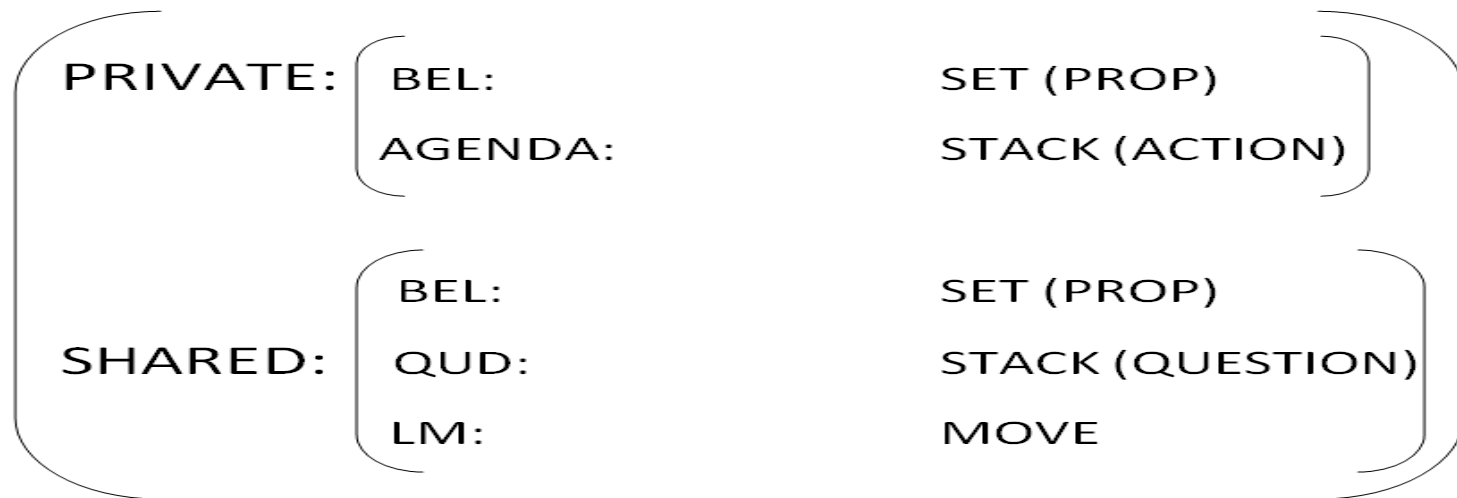 PRIVATE: BEL: SET (PROP)
AGENDA: STACK (ACTION)
BEL: SET (PROP)
SHARED: QUD: STACK (QUESTION)
LM: MOVE